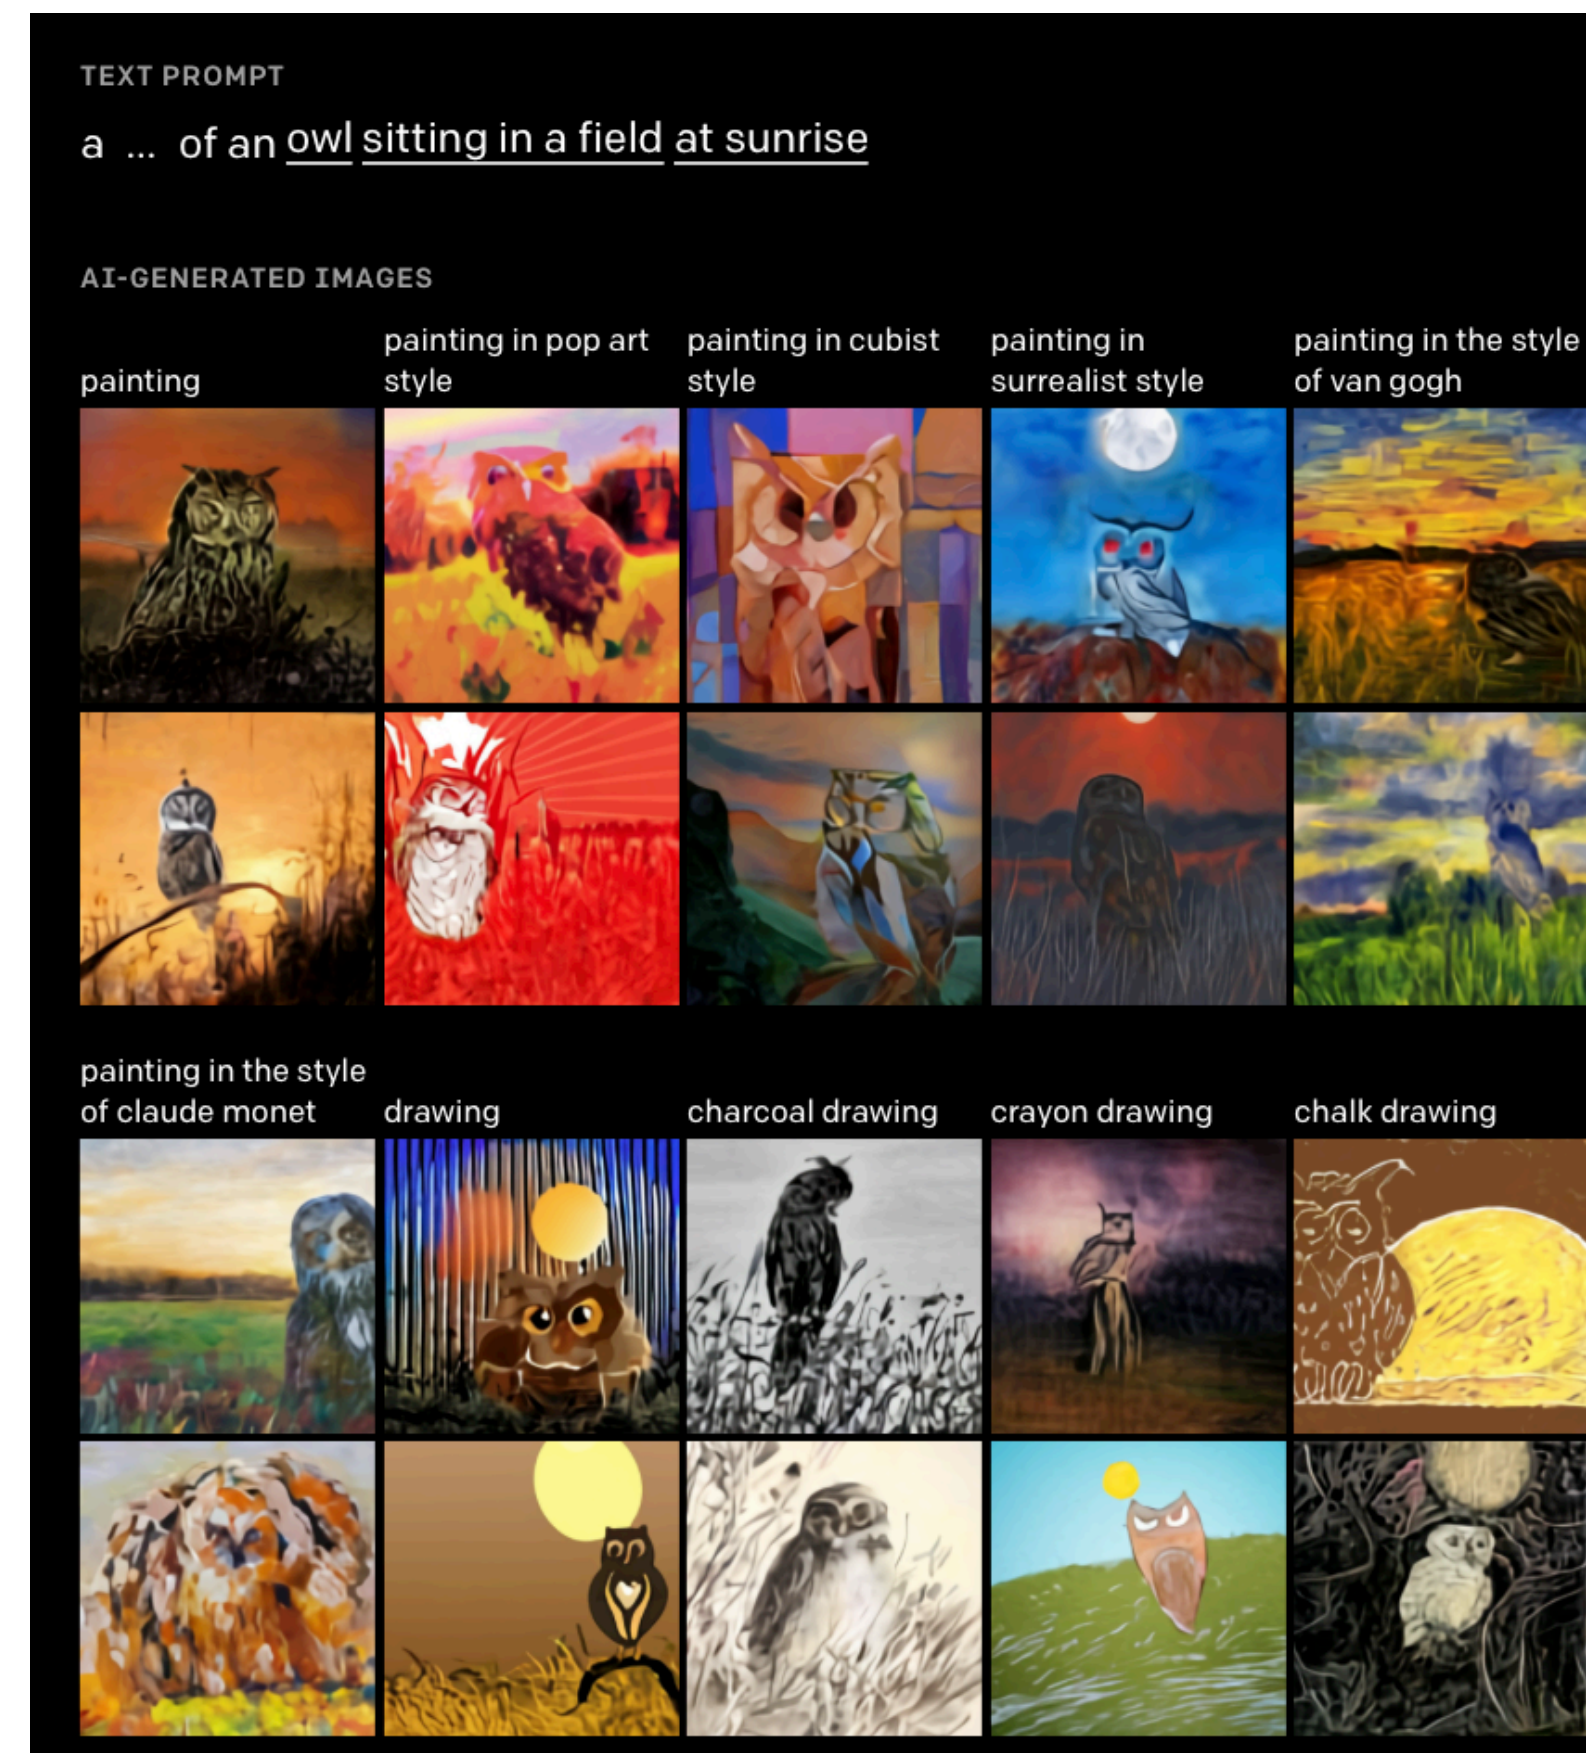 TEXT PROMPT
a ... of an owl sitting in a field at sunrise
AI-GENERATED IMAGES
painting
painting in pop art
style
painting in cubist
style
painting in
surrealist style
painting in the style
of van gogh
painting in the style
of claude monet
drawing
charcoal drawing
crayon drawing
chalk drawing